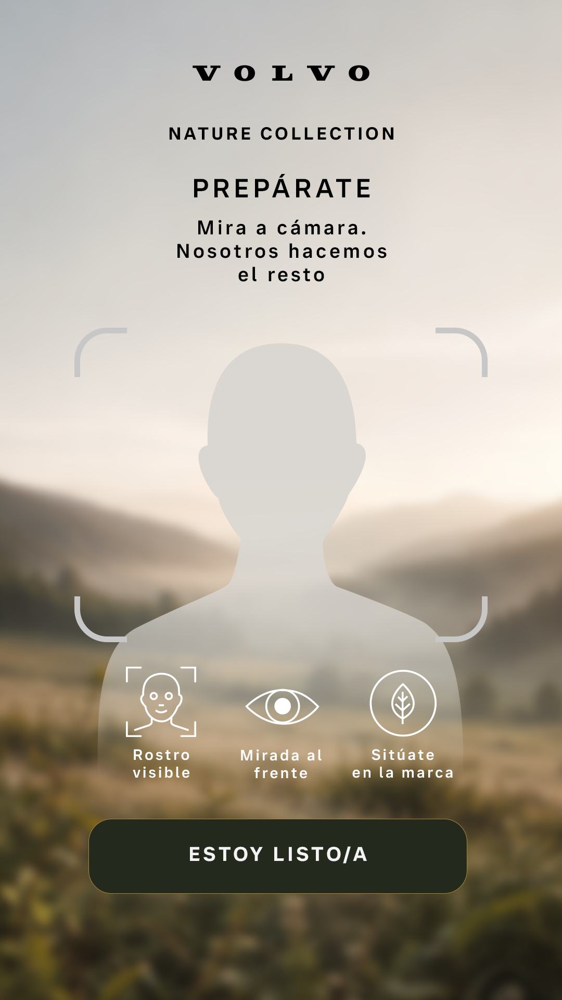 VOLVO
NATURE COLLECTION
PREPÁRATE
Mira a cámara.
Nosotros hacemos
el resto
Rostro
visible
Mirada al
frente
Sitúate
en la marca
ESTOY LISTO/A